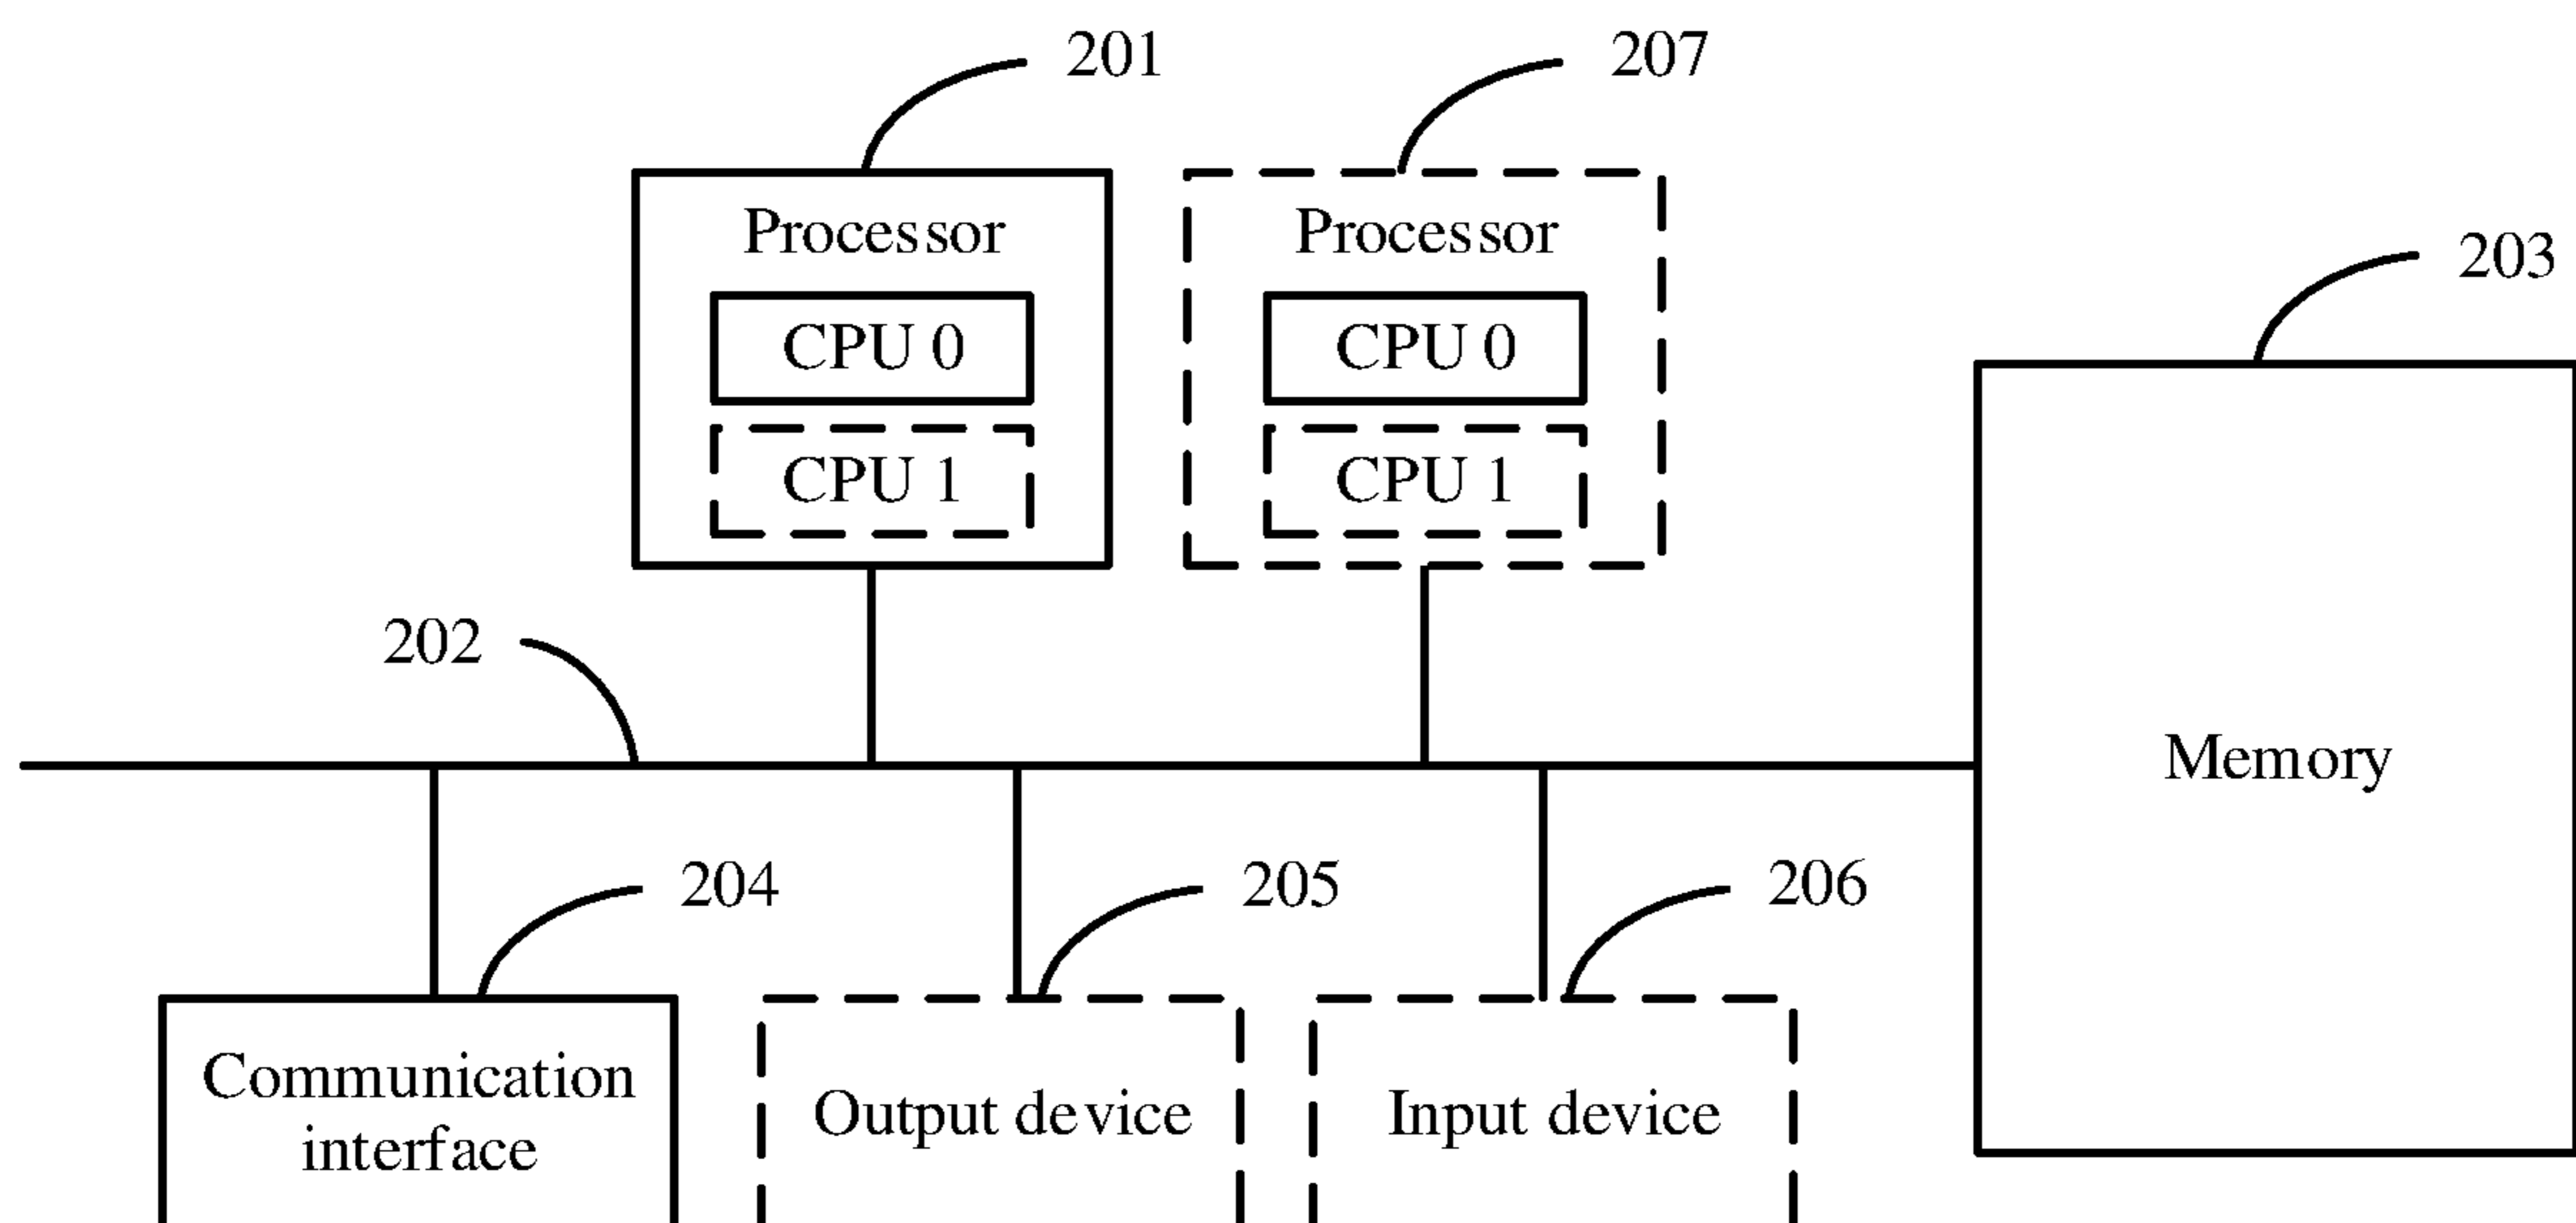 201
207
Processor
Processor
203
CPU 0
CPU 0
CPU 1
CPU 1
202
Memory
204
205
206
Communication
interface
Output device
Input device